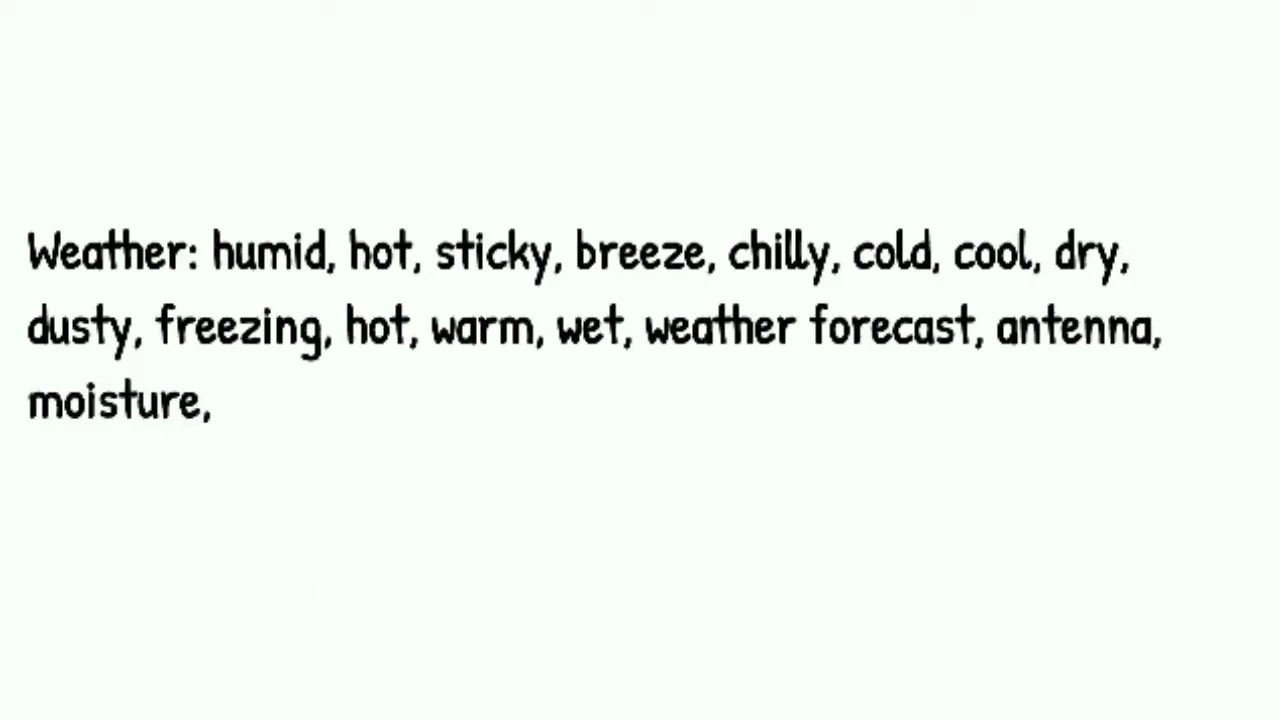 Weather: humid, hot, sticky, breeze, chilly, cold, cool, dry,
dusty, freezing, hot, warm, wet, weather forecast, antenna,
moisture,